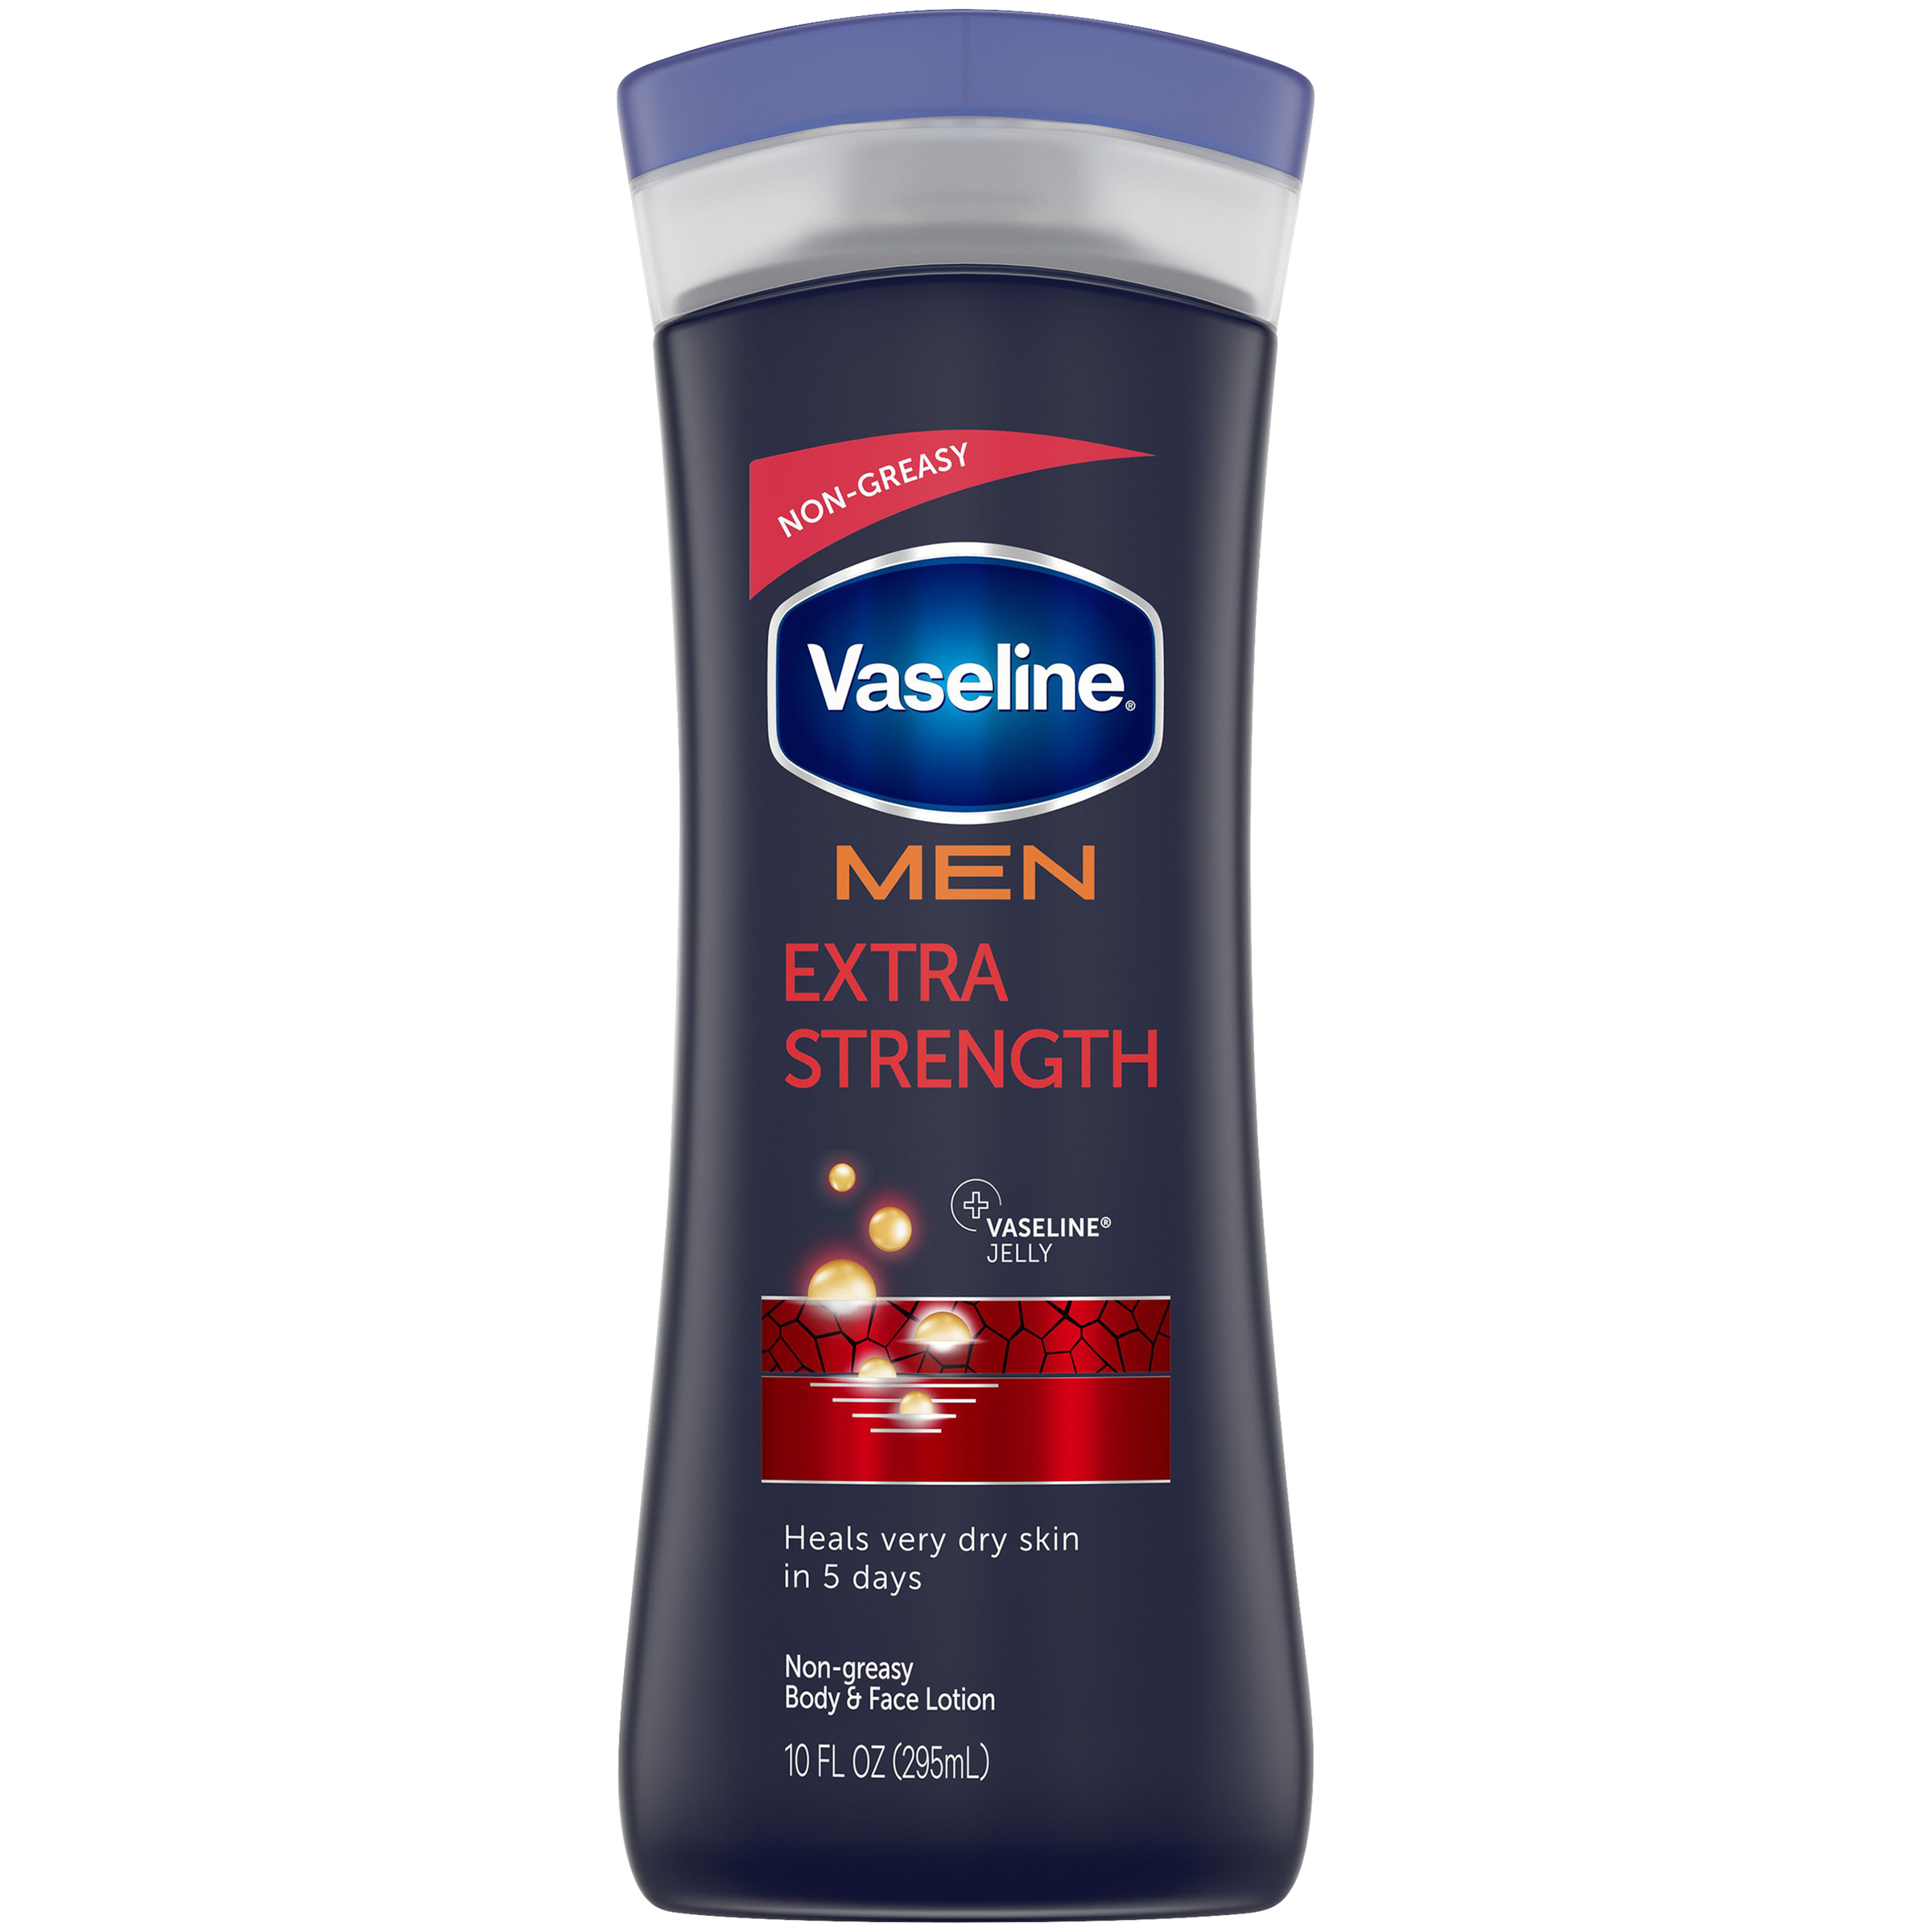 NON-GREASY
Vaseline®
MEN
EXTRA
STRENGTH
VASELINE®
JELLY
Heals very dry skin
in 5 days
Non-greasy
Body & Face Lotion
10 FL OZ (295mL)